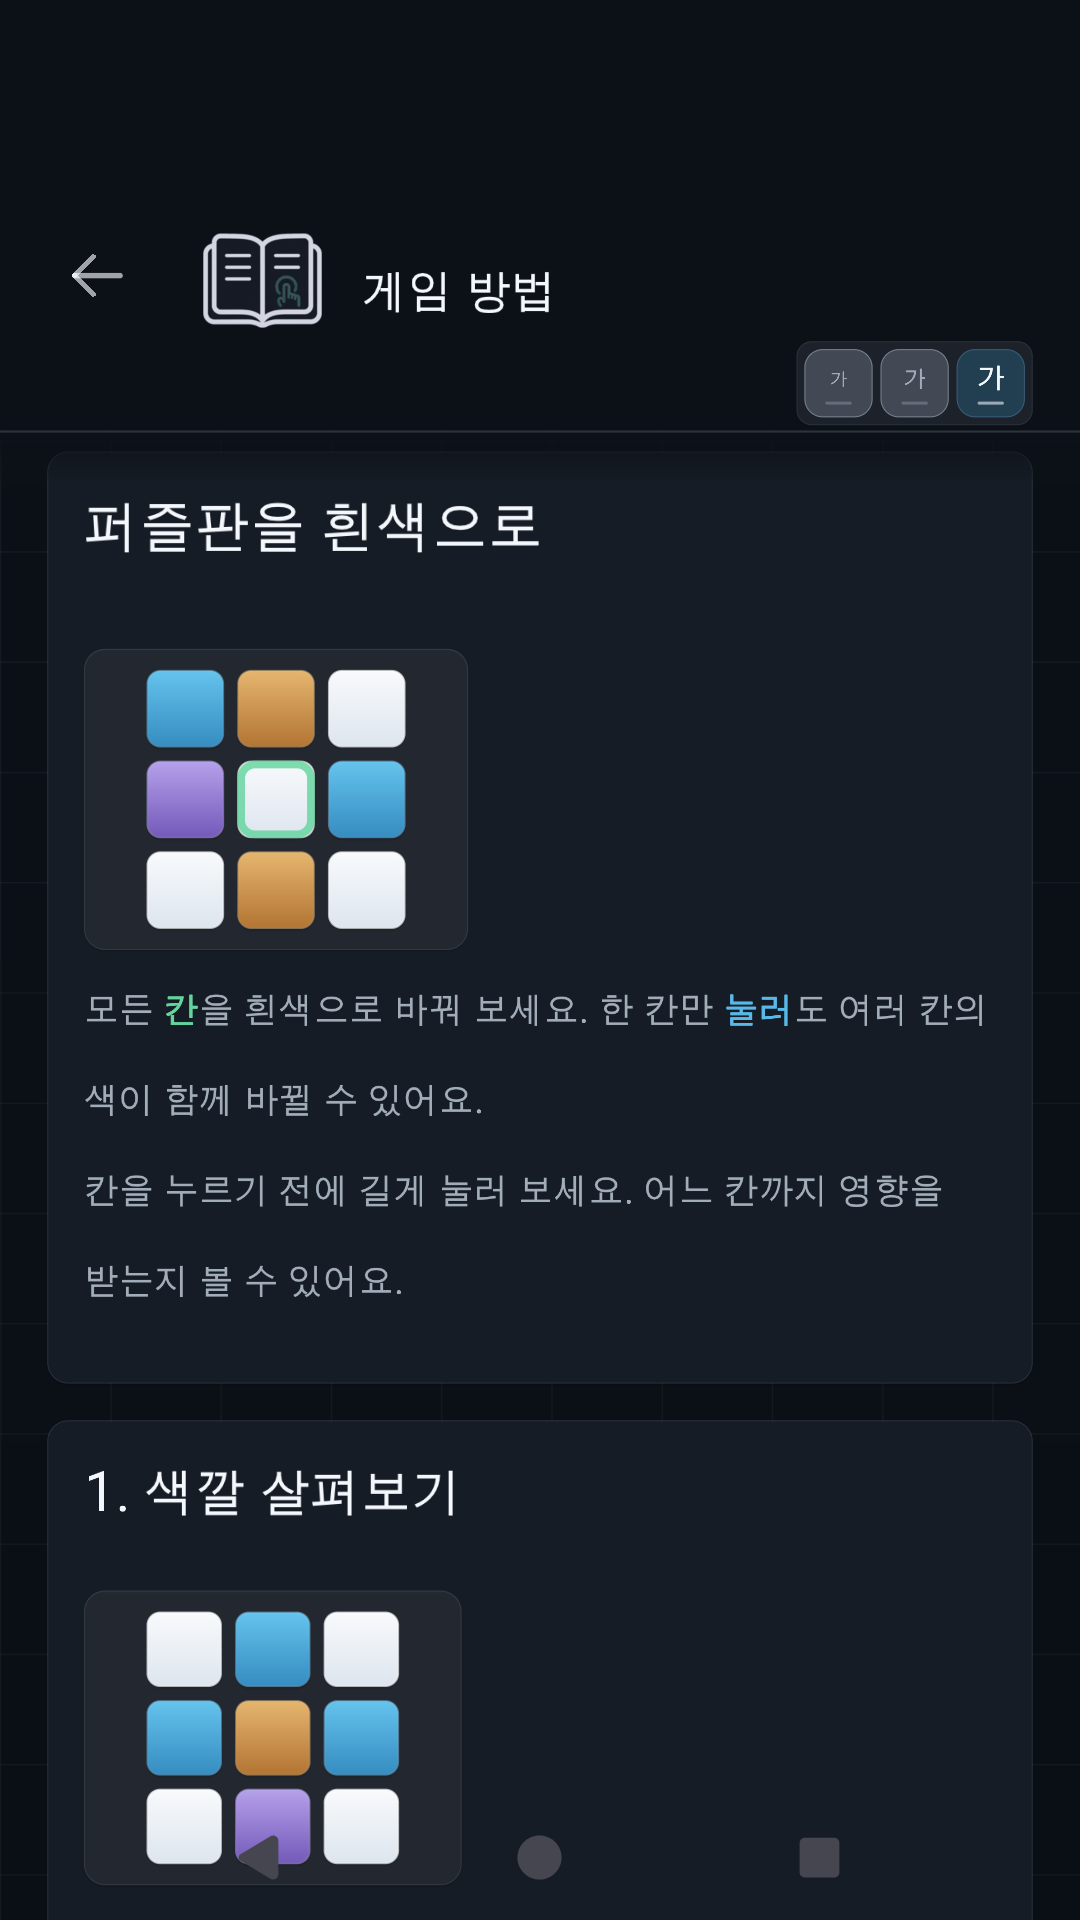 게임 방법
가 가 가
퍼즐판을 흰색으로
모든 칸을 흰색으로 바꿔 보세요. 한 칸만 눌러도 여러 칸의
색이 함께 바뀔 수 있어요.
칸을 누르기 전에 길게 눌러 보세요. 어느 칸까지 영향을
받는지 볼 수 있어요.
1. 색깔 살펴보기